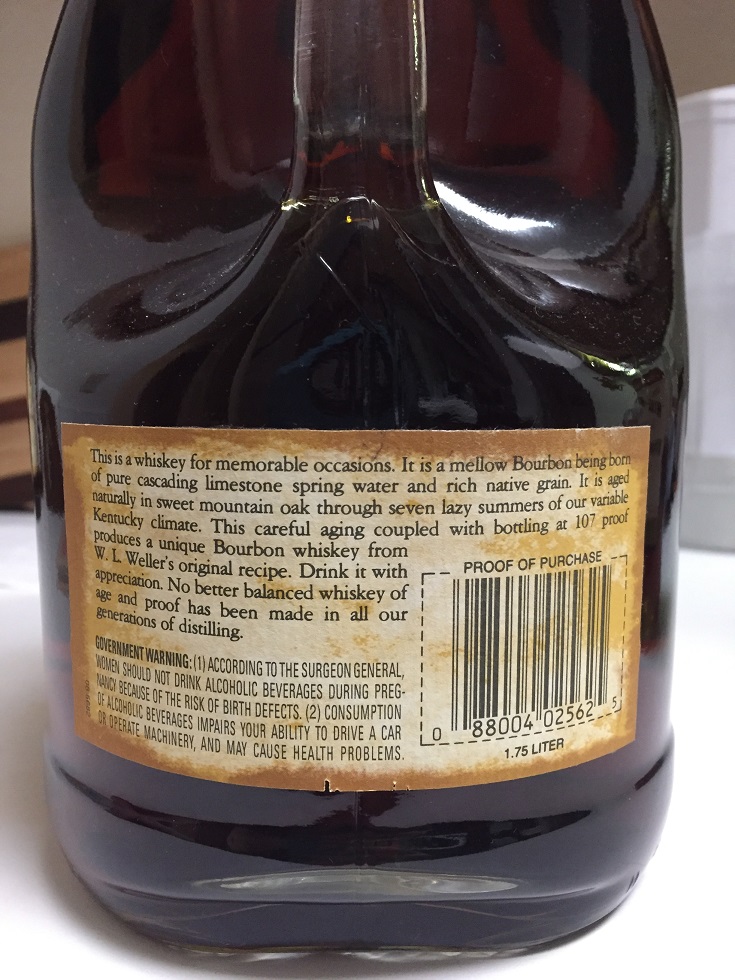 This is a whiskey for memorable occasions. It is a mellow Bourbon being born
of pure cascading limestone spring water and rich native grain. It is aged
naturally in sweet mountain oak through seven lazy summers of our variable
Kentucky climate. This careful aging coupled with bottling at 107 proof
produces a unique Bourbon whiskey from
W. L. Weller's original recipe. Drink it with
appreciation. No better balanced whiskey of
age and proof has been made in all our
generations of distilling.
GOVERNMENT WARNING: (1) ACCORDING TO THE SURGEON GENERAL,
WOMEN SHOULD NOT DRINK ALCOHOLIC BEVERAGES DURING PREG-
NANCY BECAUSE OF THE RISK OF BIRTH DEFECTS. (2) CONSUMPTION
OF ALCOHOLIC BEVERAGES IMPAIRS YOUR ABILITY TO DRIVE A CAR
OR OPERATE MACHINERY, AND MAY CAUSE HEALTH PROBLEMS.
PROOF OF PURCHASE
0 88004 02562 5
1.75 LITER